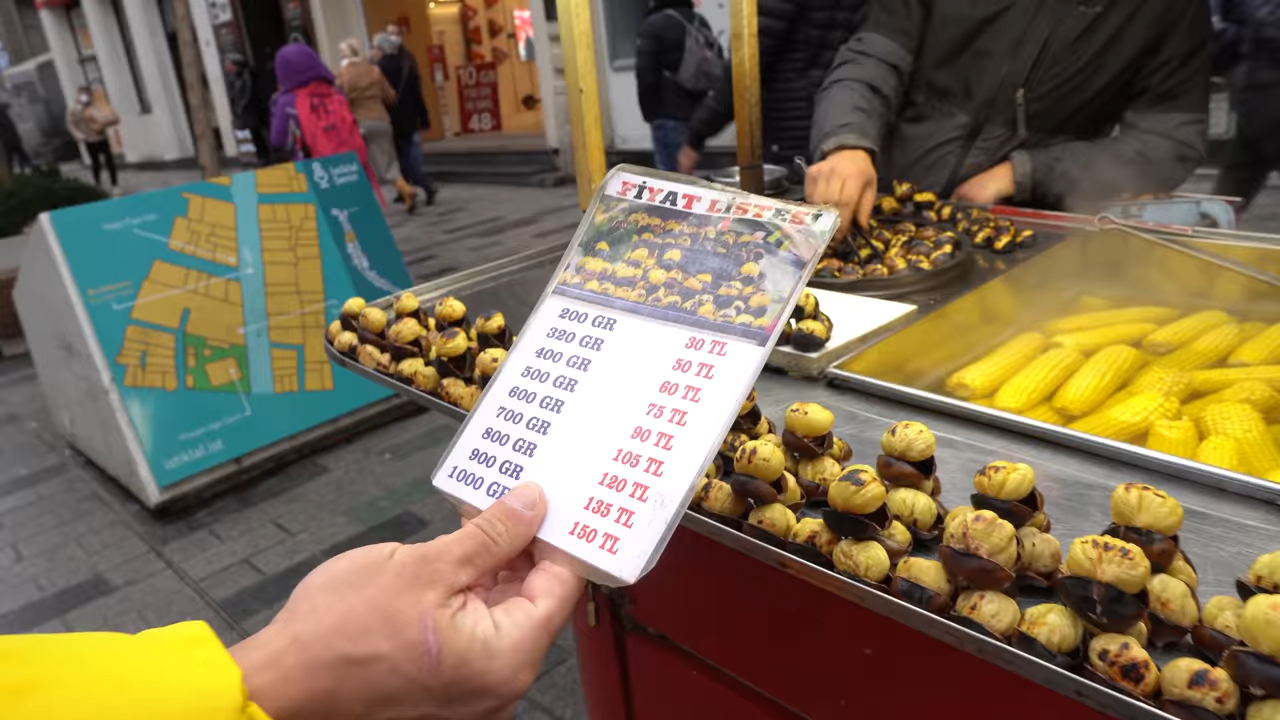 FİYAT LİSTESİ
200 GR 30 TL
320 GR 50 TL
400 GR 60 TL
500 GR 75 TL
600 GR 90 TL
700 GR 105 TL
800 GR 120 TL
900 GR 135 TL
1000 GR 150 TL
10
48